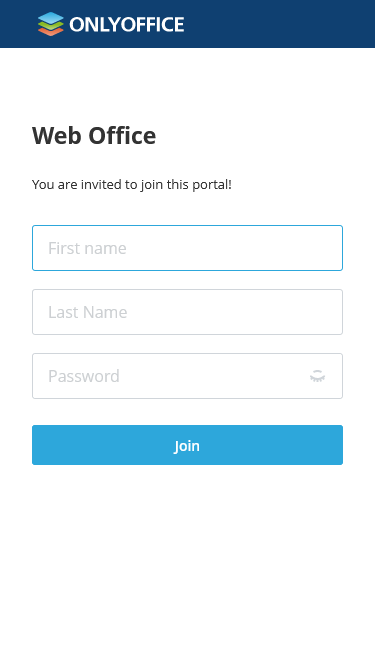 ONLYOFFICE
Web Office
You are invited to join this portal!
First name
Last Name
Password
Join